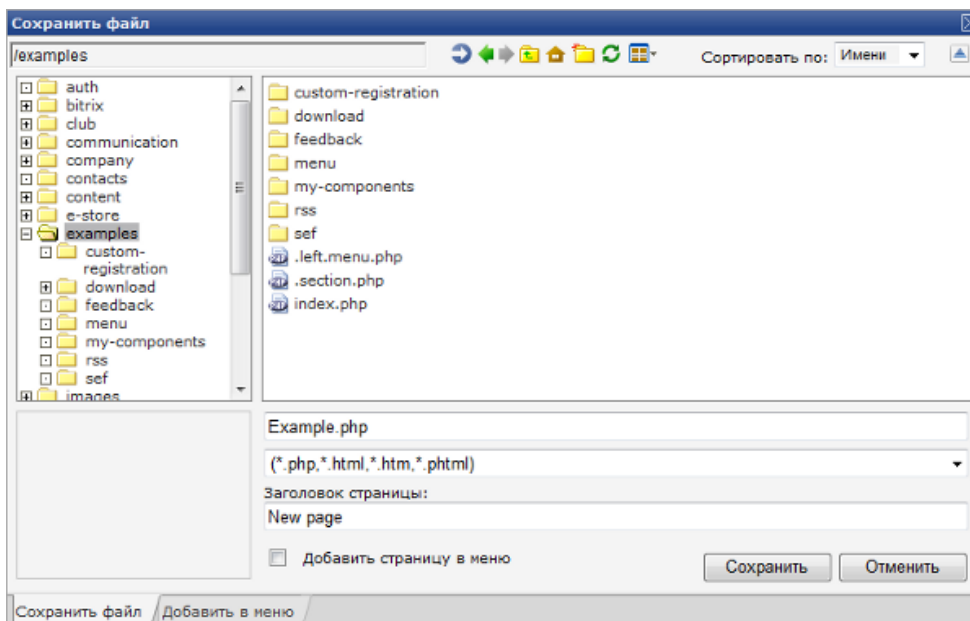 Сохранить файл
/examples
Сортировать по: Имени
auth
bitrix
club
communication
company
contacts
content
e-store
examples
custom-
registration
download
feedback
menu
my-components
rss
sef
images
custom-registration
download
feedback
menu
my-components
rss
sef
.left.menu.php
.section.php
index.php
Example.php
(*.php,*.html,*.htm,*.phtml)
Заголовок страницы:
New page
Добавить страницу в меню
Сохранить
Отменить
Сохранить файл
Добавить в меню